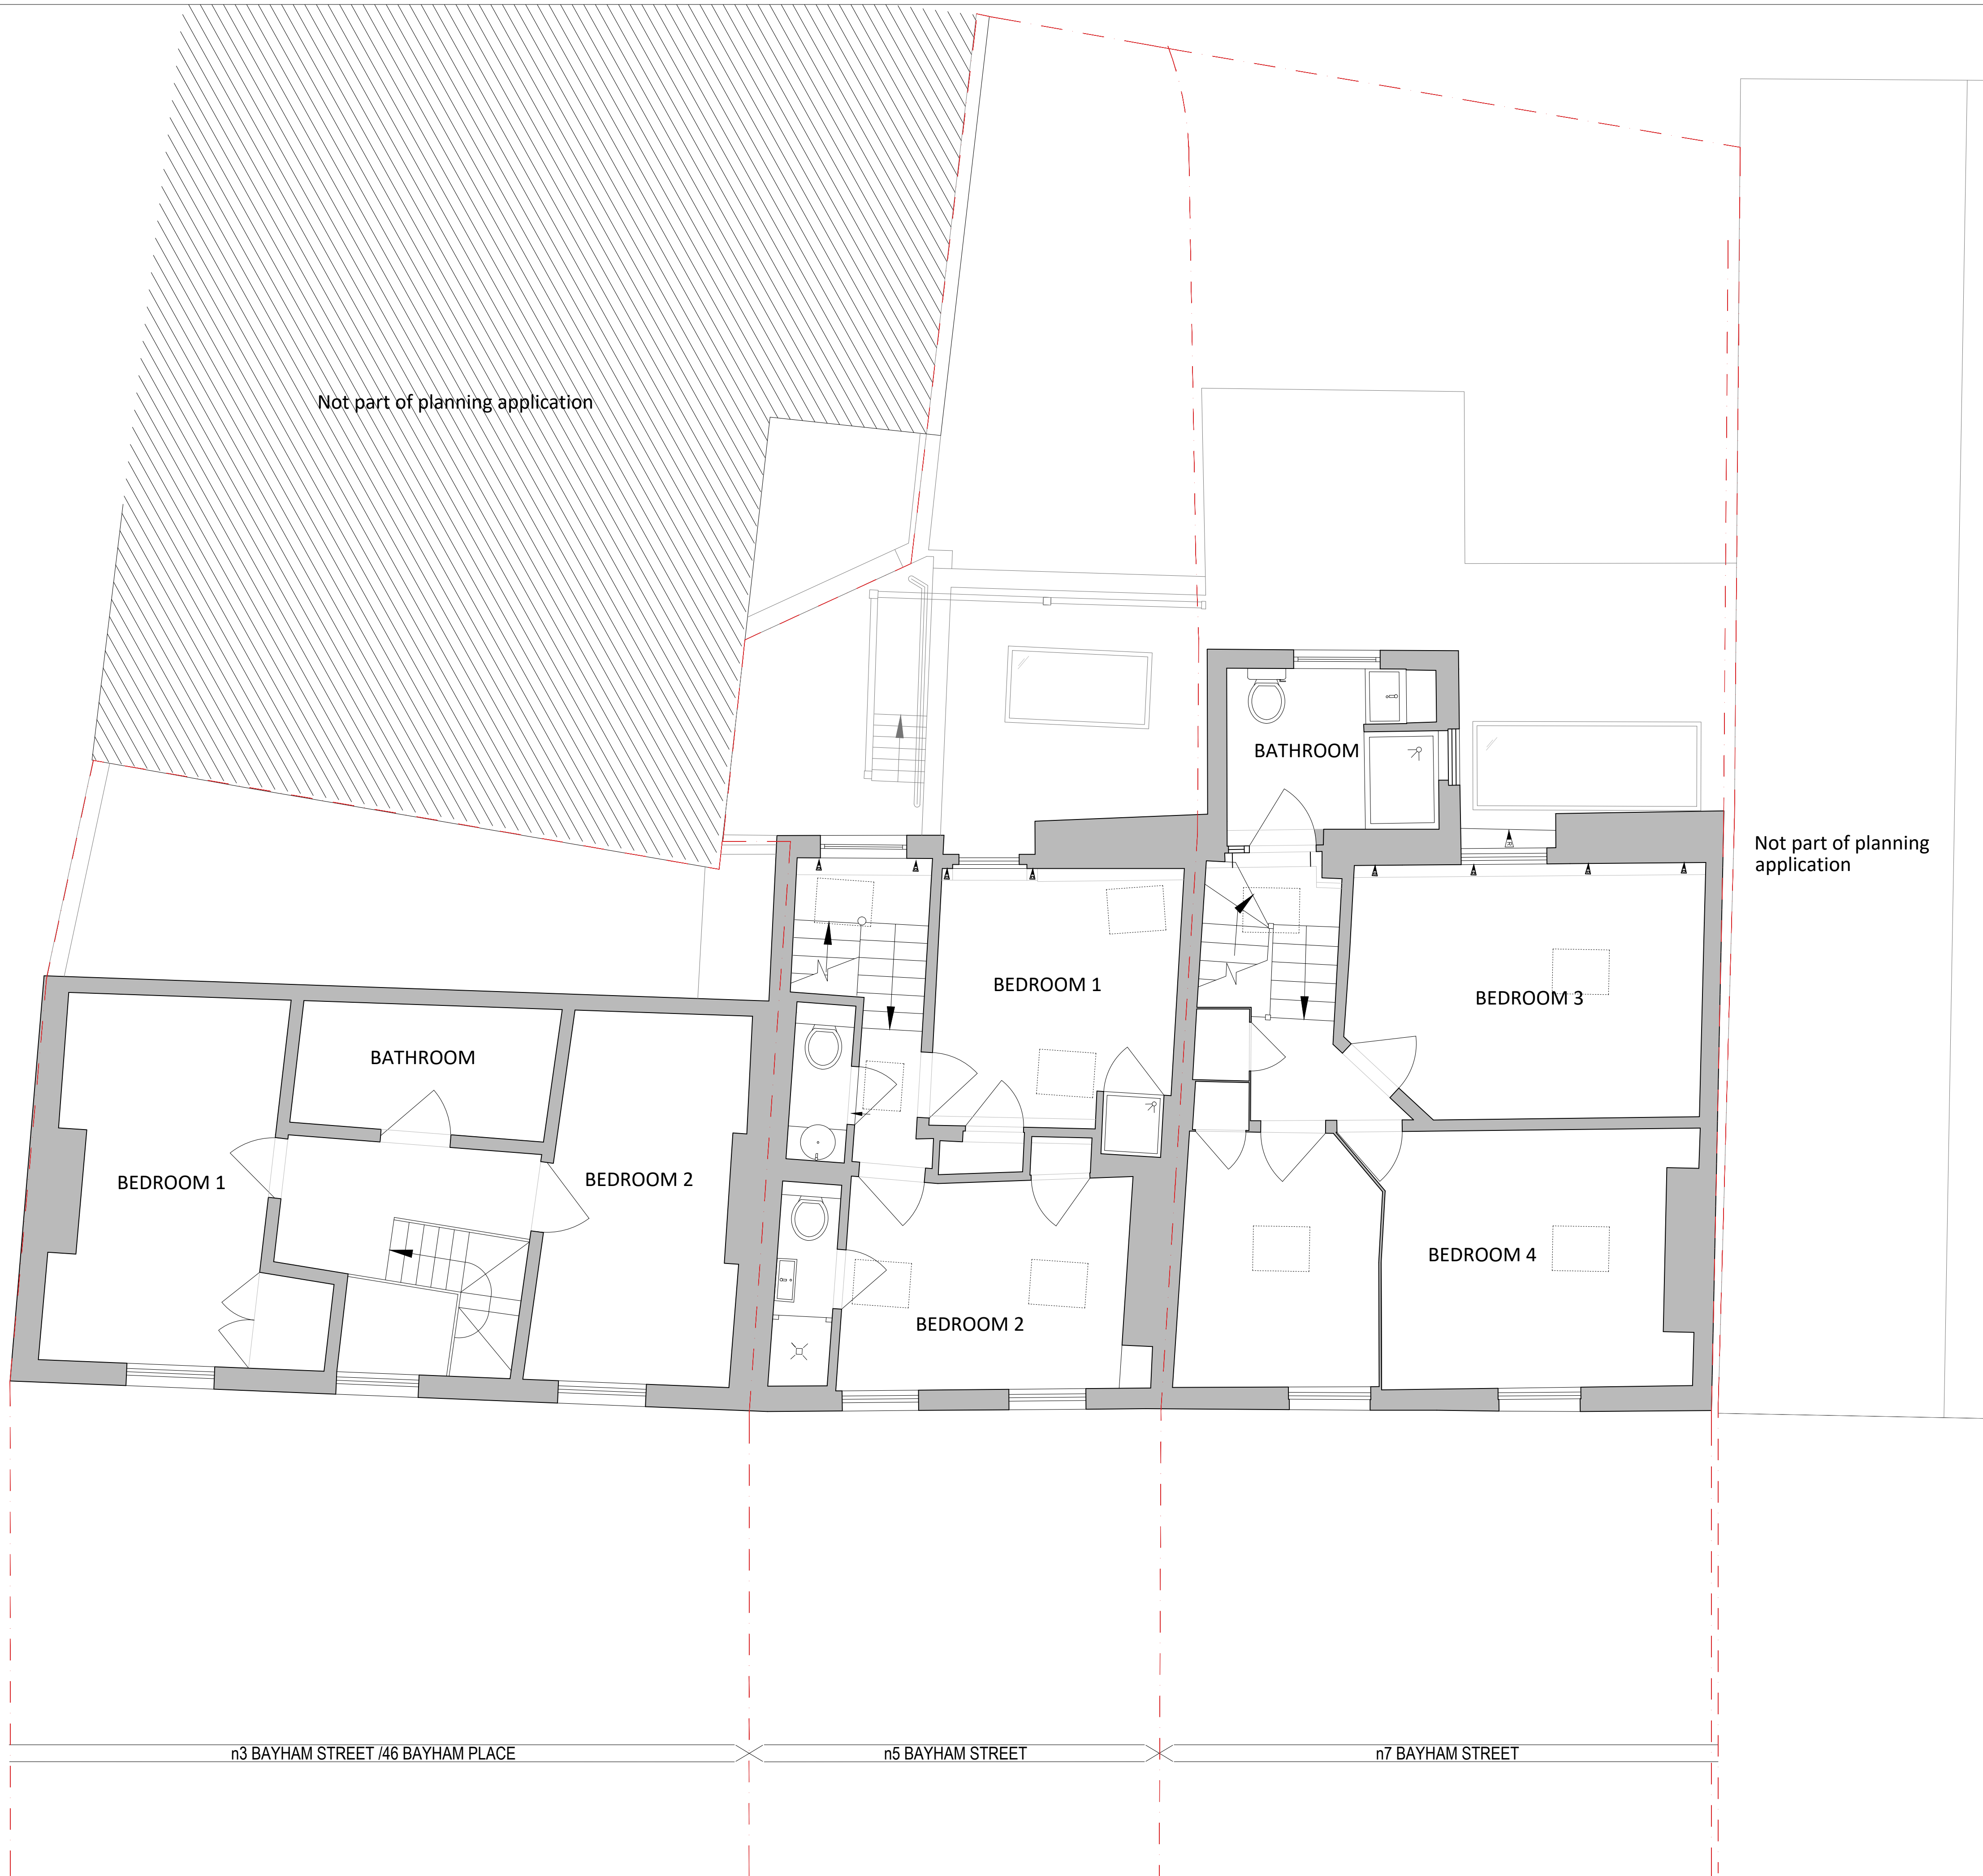 Not part of planning application
BATHROOM
Not part of planning
application
BEDROOM 1
BEDROOM 3
BATHROOM
BEDROOM 1
BEDROOM 2
BEDROOM 4
BEDROOM 2
n3 BAYHAM STREET /46 BAYHAM PLACE
n5 BAYHAM STREET
n7 BAYHAM STREET